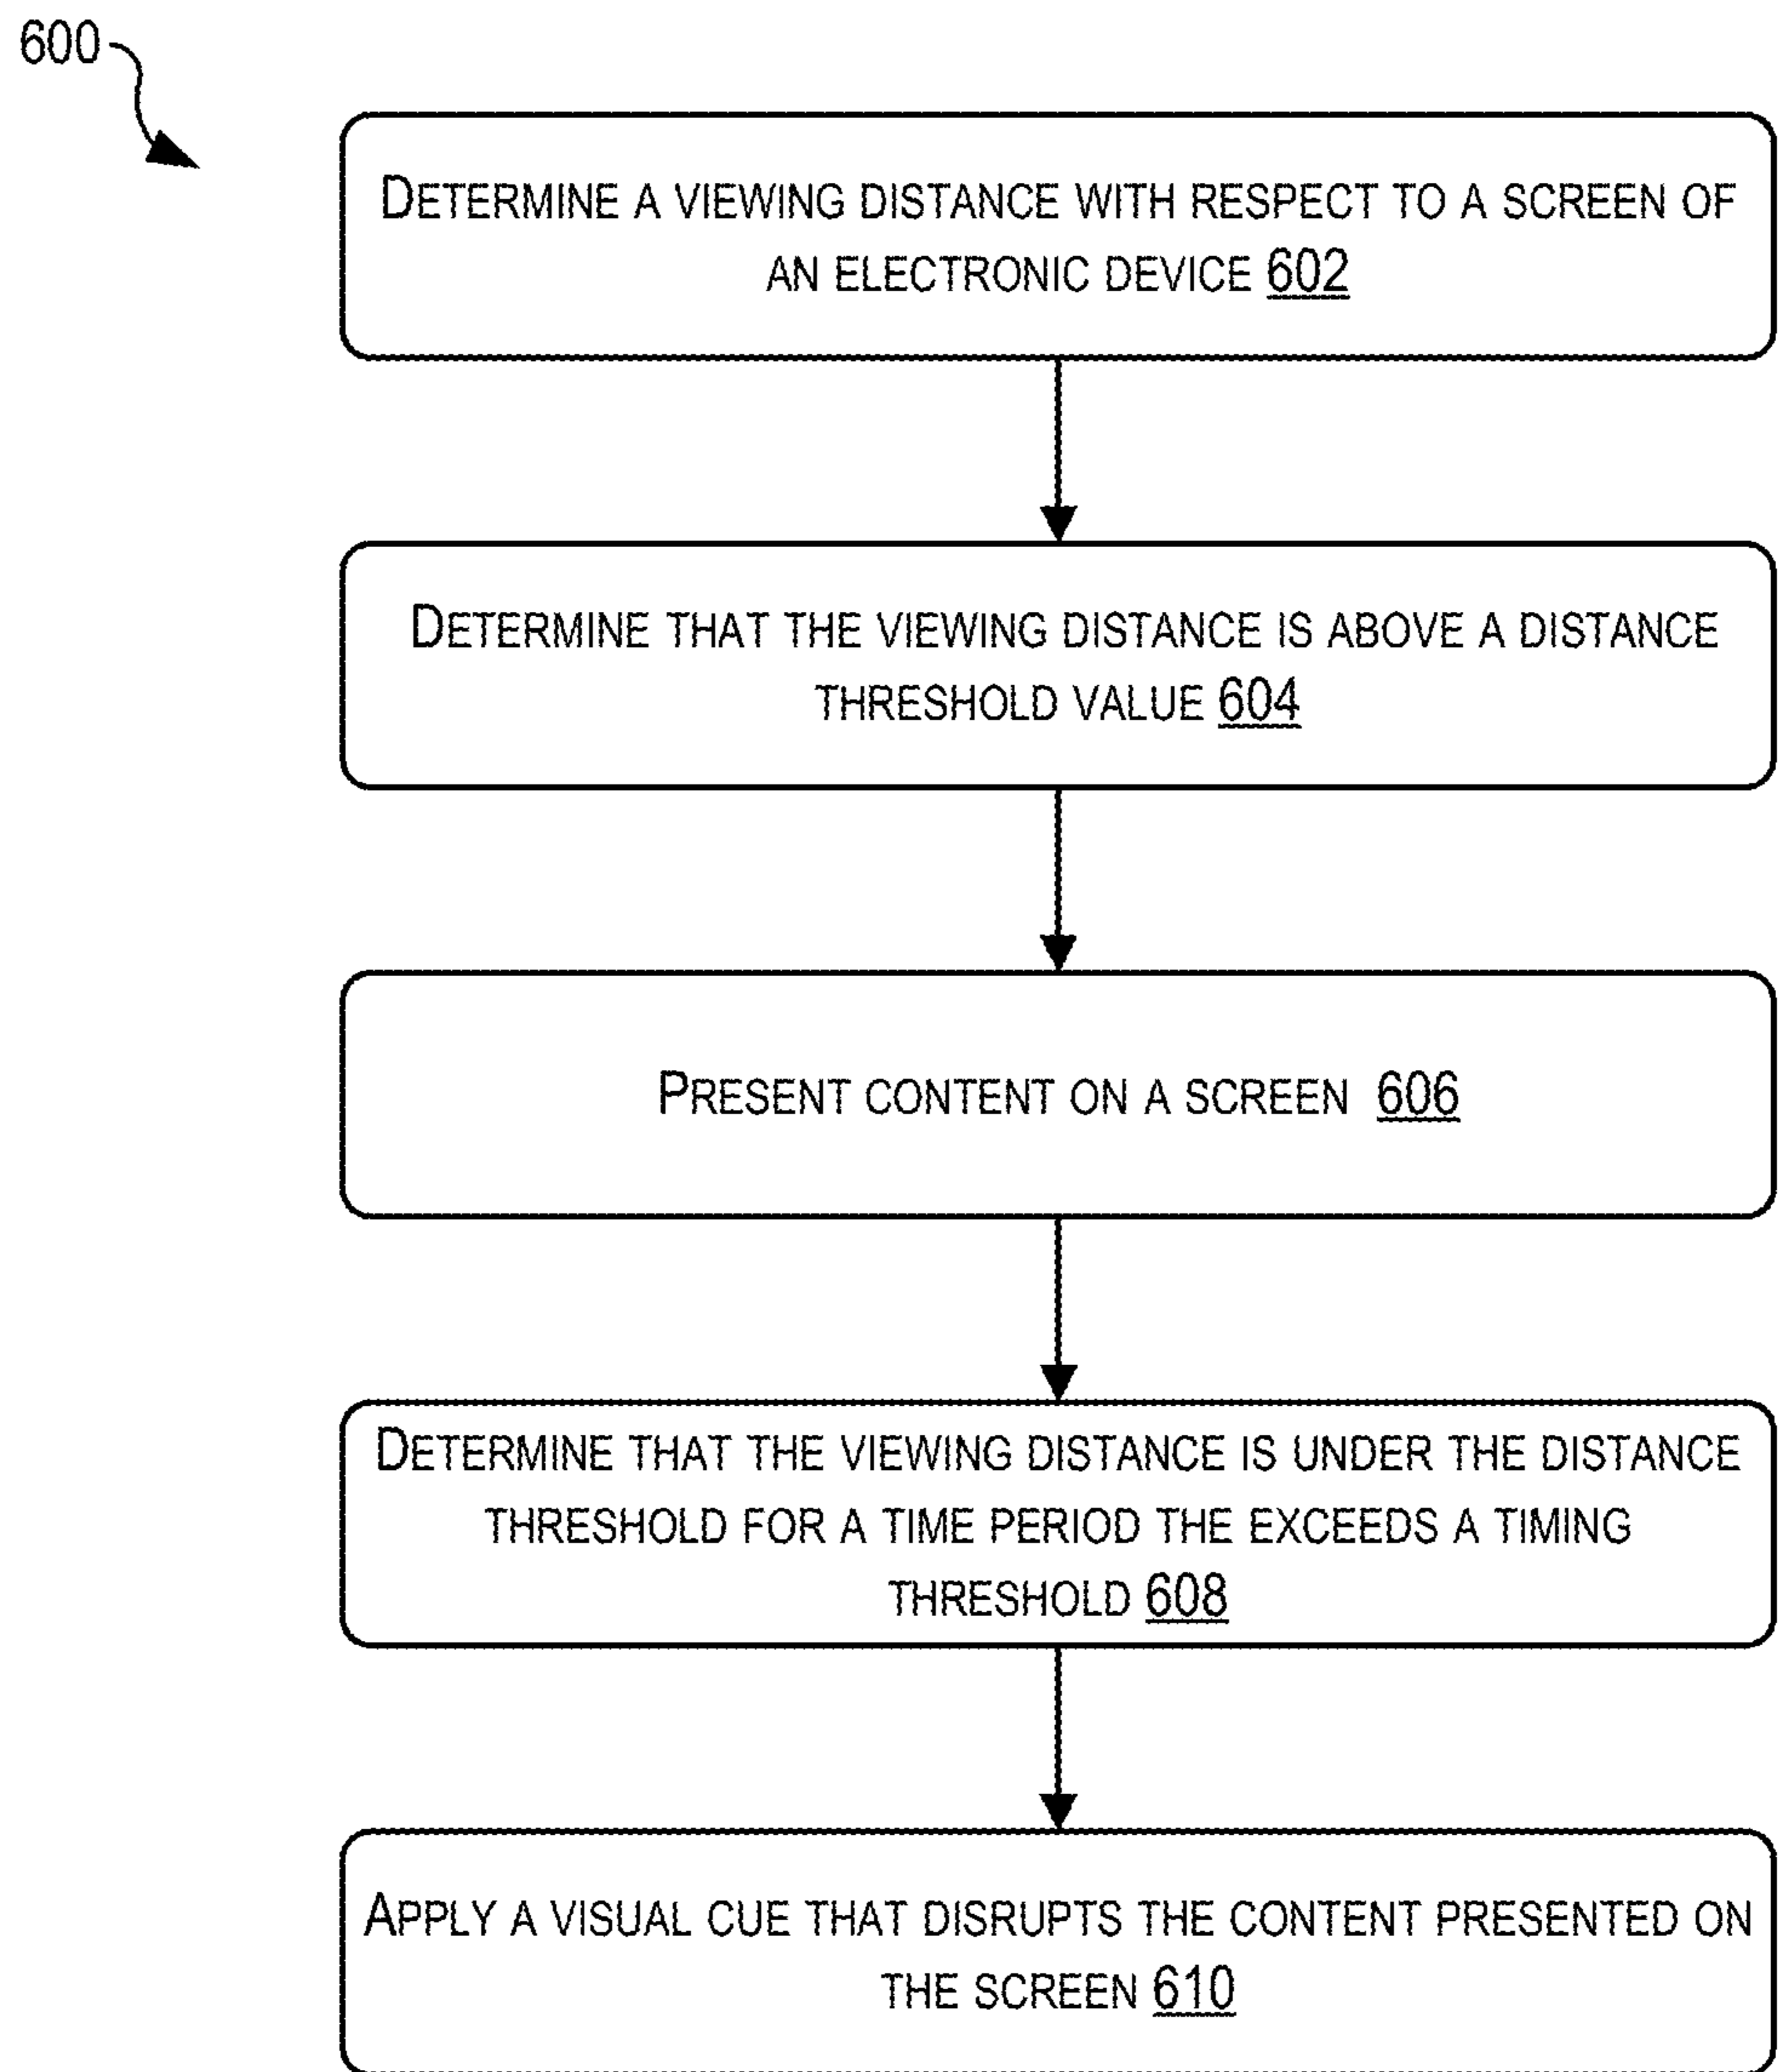 600
DETERMINE A VIEWING DISTANCE WITH RESPECT TO A SCREEN OF
AN ELECTRONIC DEVICE 602
DETERMINE THAT THE VIEWING DISTANCE IS ABOVE A DISTANCE
THRESHOLD VALUE 604
PRESENT CONTENT ON A SCREEN 606
DETERMINE THAT THE VIEWING DISTANCE IS UNDER THE DISTANCE
THRESHOLD FOR A TIME PERIOD THE EXCEEDS A TIMING
THRESHOLD 608
APPLY A VISUAL CUE THAT DISRUPTS THE CONTENT PRESENTED ON
THE SCREEN 610